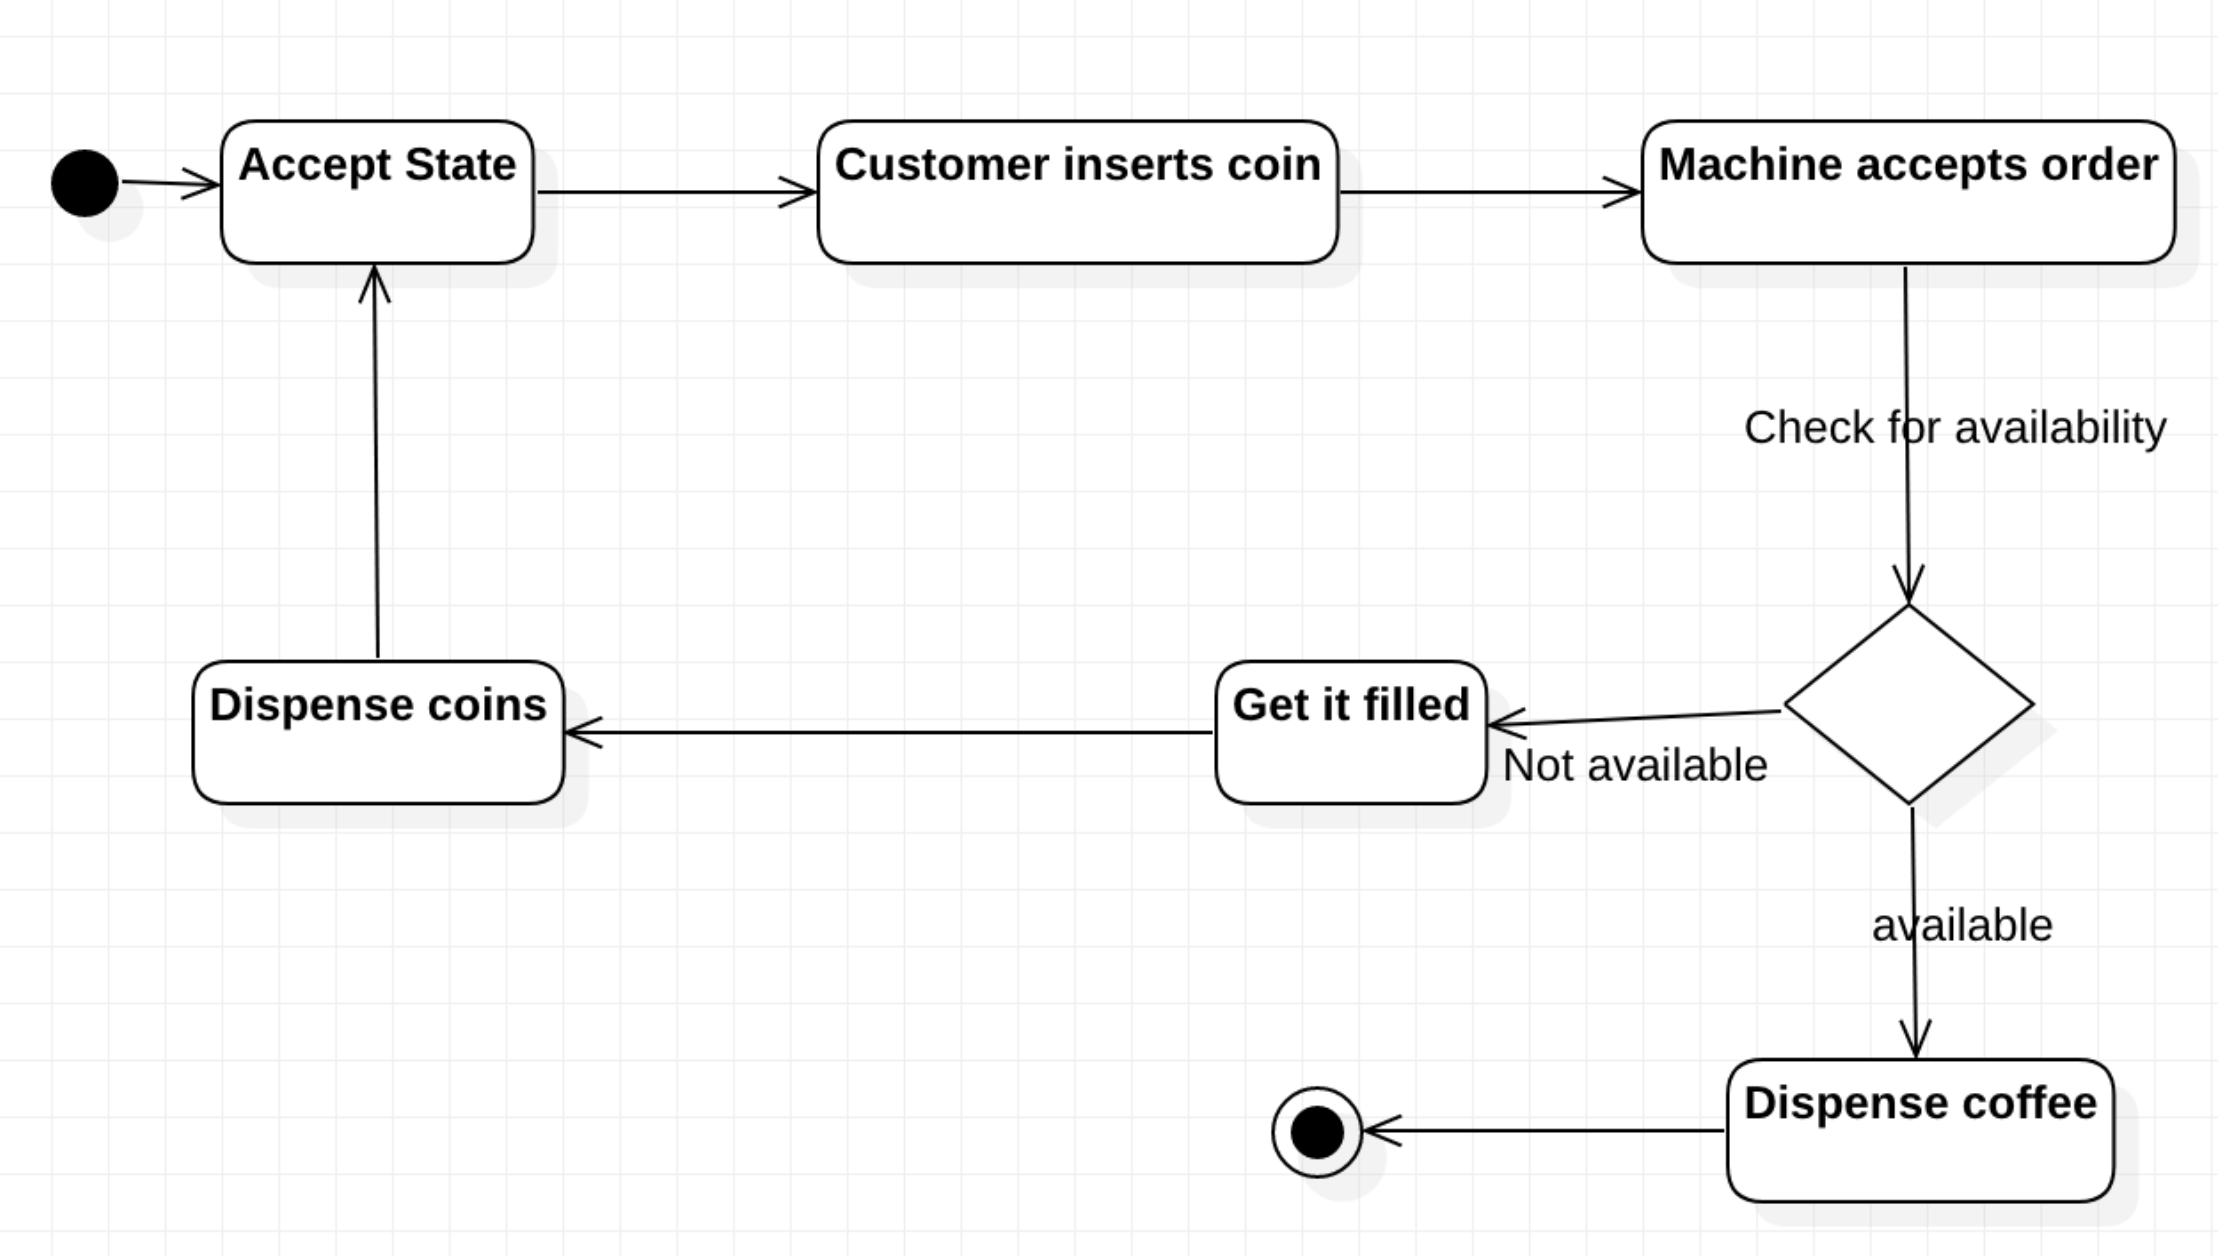 Accept State
Customer inserts coin
Machine accepts order
Check for availability
Dispense coins
Get it filled
Not available
available
Dispense coffee